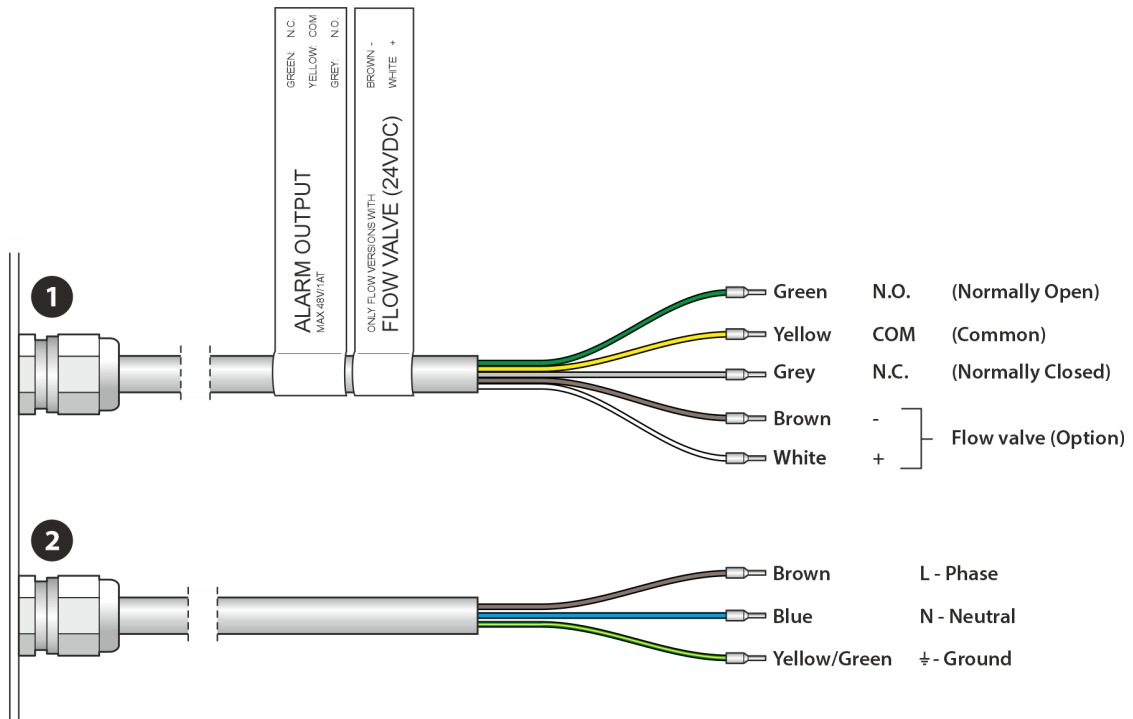 GREEN: N.C.
YELLOW: COM
GREY: N.O.
ALARM OUTPUT
MAX 48V/1AT
BROWN -
WHITE +
ONLY FLOW VERSIONS WITH
FLOW VALVE (24VDC)
1
Green N.O. (Normally Open)
Yellow COM (Common)
Grey N.C. (Normally Closed)
Brown -
White +
Flow valve (Option)
2
Brown L - Phase
Blue N - Neutral
Yellow/Green ⏚ - Ground